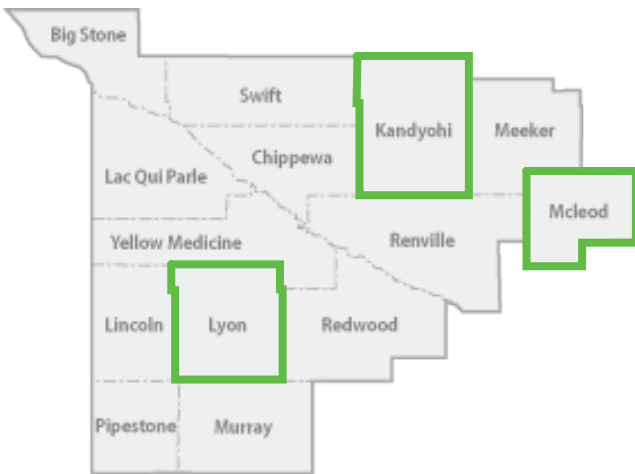 Big Stone
Swift
Kandyohi
Meeker
Chippewa
Lac Qui Parle
Mcleod
Yellow Medicine
Renville
Lincoln
Lyon
Redwood
Pipestone
Murray